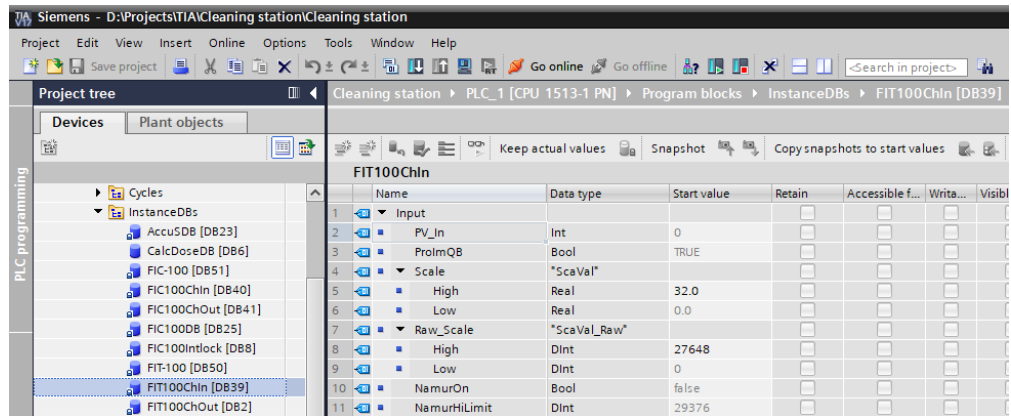 Siemens - D:\Projects\TIA\Cleaning station\Cleaning station
Project Edit View Insert Online Options Tools Window Help
Save project Go online Go offline <Search in project>
Project tree
Cleaning station PLC_1 [CPU 1513-1 PN] Program blocks InstanceDBs FIT100ChIn [DB39]
Devices Plant objects
Keep actual values Snapshot Copy snapshots to start values
PLC programming
FIT100ChIn
Name Data type Start value Retain Accessible f... Writa... Visibl
Cycles
InstanceDBs
AccuSDB [DB23]
CalcDoseDB [DB6]
FIC-100 [DB51]
FIC100ChIn [DB40]
FIC100ChOut [DB41]
FIC100DB [DB25]
FIC100Intlock [DB8]
FIT-100 [DB50]
FIT100ChIn [DB39]
FIT100ChOut [DB2]
1 Input
2 PV_In Int 0
3 ProImQB Bool TRUE
4 Scale "ScaVal"
5 High Real 32.0
6 Low Real 0.0
7 Raw_Scale "ScaVal_Raw"
8 High DInt 27648
9 Low DInt 0
10 NamurOn Bool false
11 NamurHiLimit DInt 29376